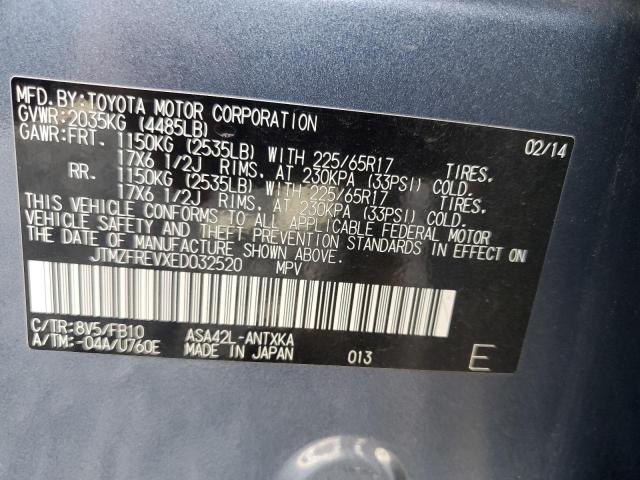 MFD.BY:TOYOTA MOTOR CORPORATION 02/14
GVWR:2035KG (4485LB)
GAWR:FRT. 1150KG (2535LB) WITH 225/65R17 TIRES.
17X6 1/2J RIMS. AT 230KPA (33PSI) COLD.
RR. 1150KG (2535LB) WITH 225/65R17 TIRES.
17X6 1/2J RIMS. AT 230KPA (33PSI) COLD.
THIS VEHICLE CONFORMS TO ALL APPLICABLE FEDERAL MOTOR
VEHICLE SAFETY AND THEFT PREVENTION STANDARDS IN EFFECT ON
THE DATE OF MANUFACTURE SHOWN ABOVE.
JTMZFREVXED032520 MPV
C/TR:8V5/FB10 ASA42L-ANTXKA
A/TM:-04A/U760E MADE IN JAPAN 013 E